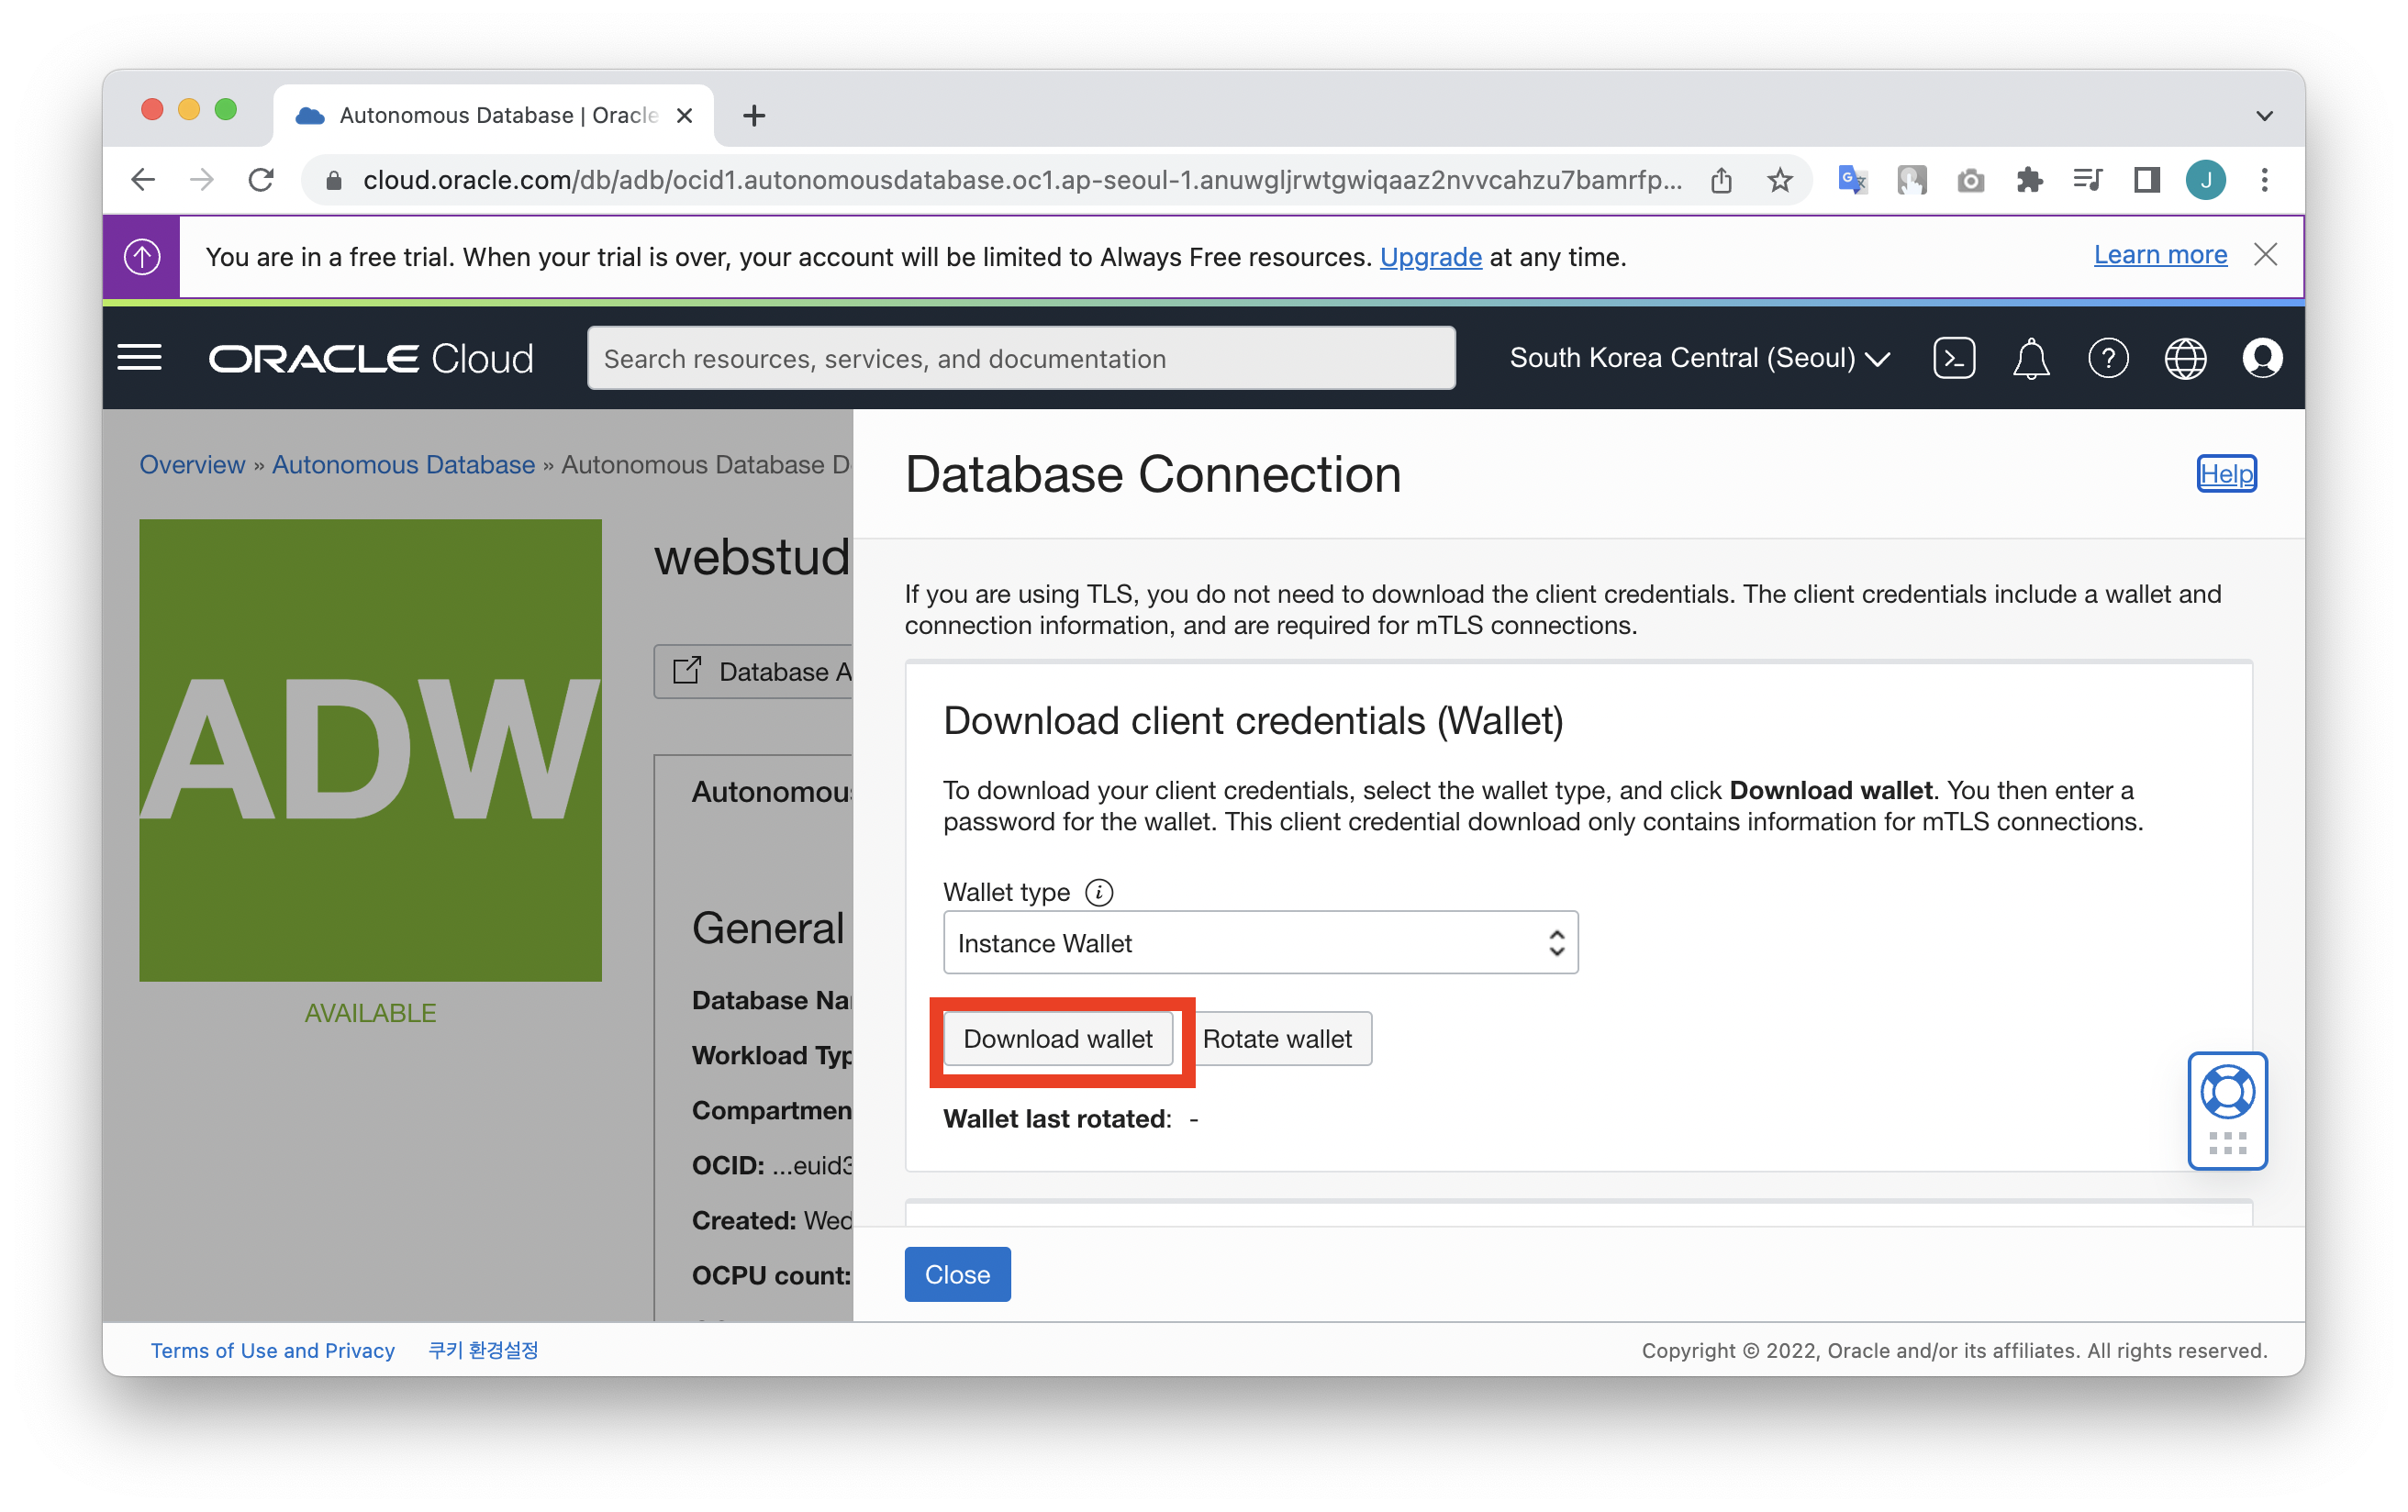 Autonomous Database | Oracle
cloud.oracle.com/db/adb/ocid1.autonomousdatabase.oc1.ap-seoul-1.anuwgljrwtgwiqaaz2nvvcahzu7bamrfp...
J
You are in a free trial. When your trial is over, your account will be limited to Always Free resources. Upgrade at any time.
Learn more
ORACLE Cloud
Search resources, services, and documentation
South Korea Central (Seoul)
Overview » Autonomous Database » Autonomous Database D
ADW
AVAILABLE
webstud
Database A
Autonomous
General
Database Na
Workload Typ
Compartmen
OCID: ...euid3
Created: Wed
OCPU count:
Database Connection
Help
If you are using TLS, you do not need to download the client credentials. The client credentials include a wallet and
connection information, and are required for mTLS connections.
Download client credentials (Wallet)
To download your client credentials, select the wallet type, and click Download wallet. You then enter a
password for the wallet. This client credential download only contains information for mTLS connections.
Wallet type
Instance Wallet
Download wallet
Rotate wallet
Wallet last rotated: -
Close
Terms of Use and Privacy
쿠키 환경설정
Copyright © 2022, Oracle and/or its affiliates. All rights reserved.